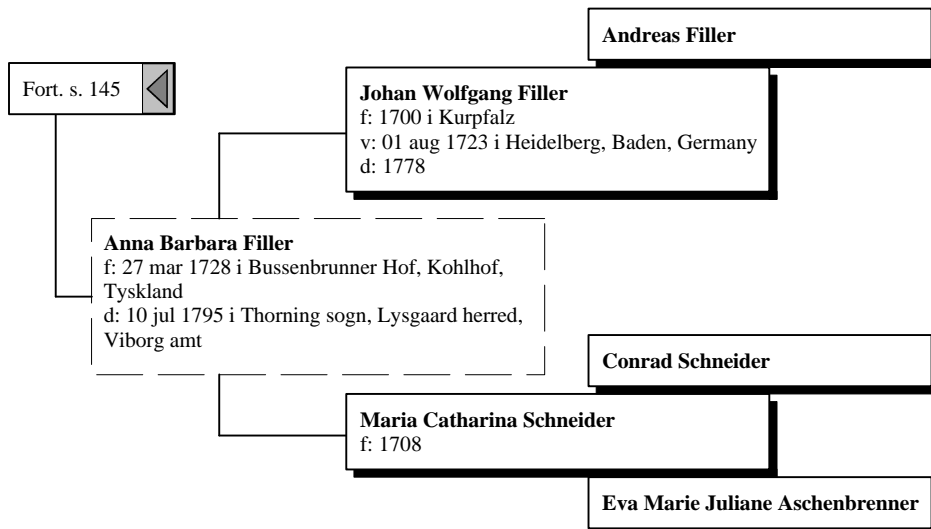 Andreas Filler
Fort. s. 145
Johan Wolfgang Filler
f: 1700 i Kurpfalz
v: 01 aug 1723 i Heidelberg, Baden, Germany
d: 1778
Anna Barbara Filler
f: 27 mar 1728 i Bussenbrunner Hof, Kohlhof,
Tyskland
d: 10 jul 1795 i Thorning sogn, Lysgaard herred,
Viborg amt
Conrad Schneider
Maria Catharina Schneider
f: 1708
Eva Marie Juliane Aschenbrenner